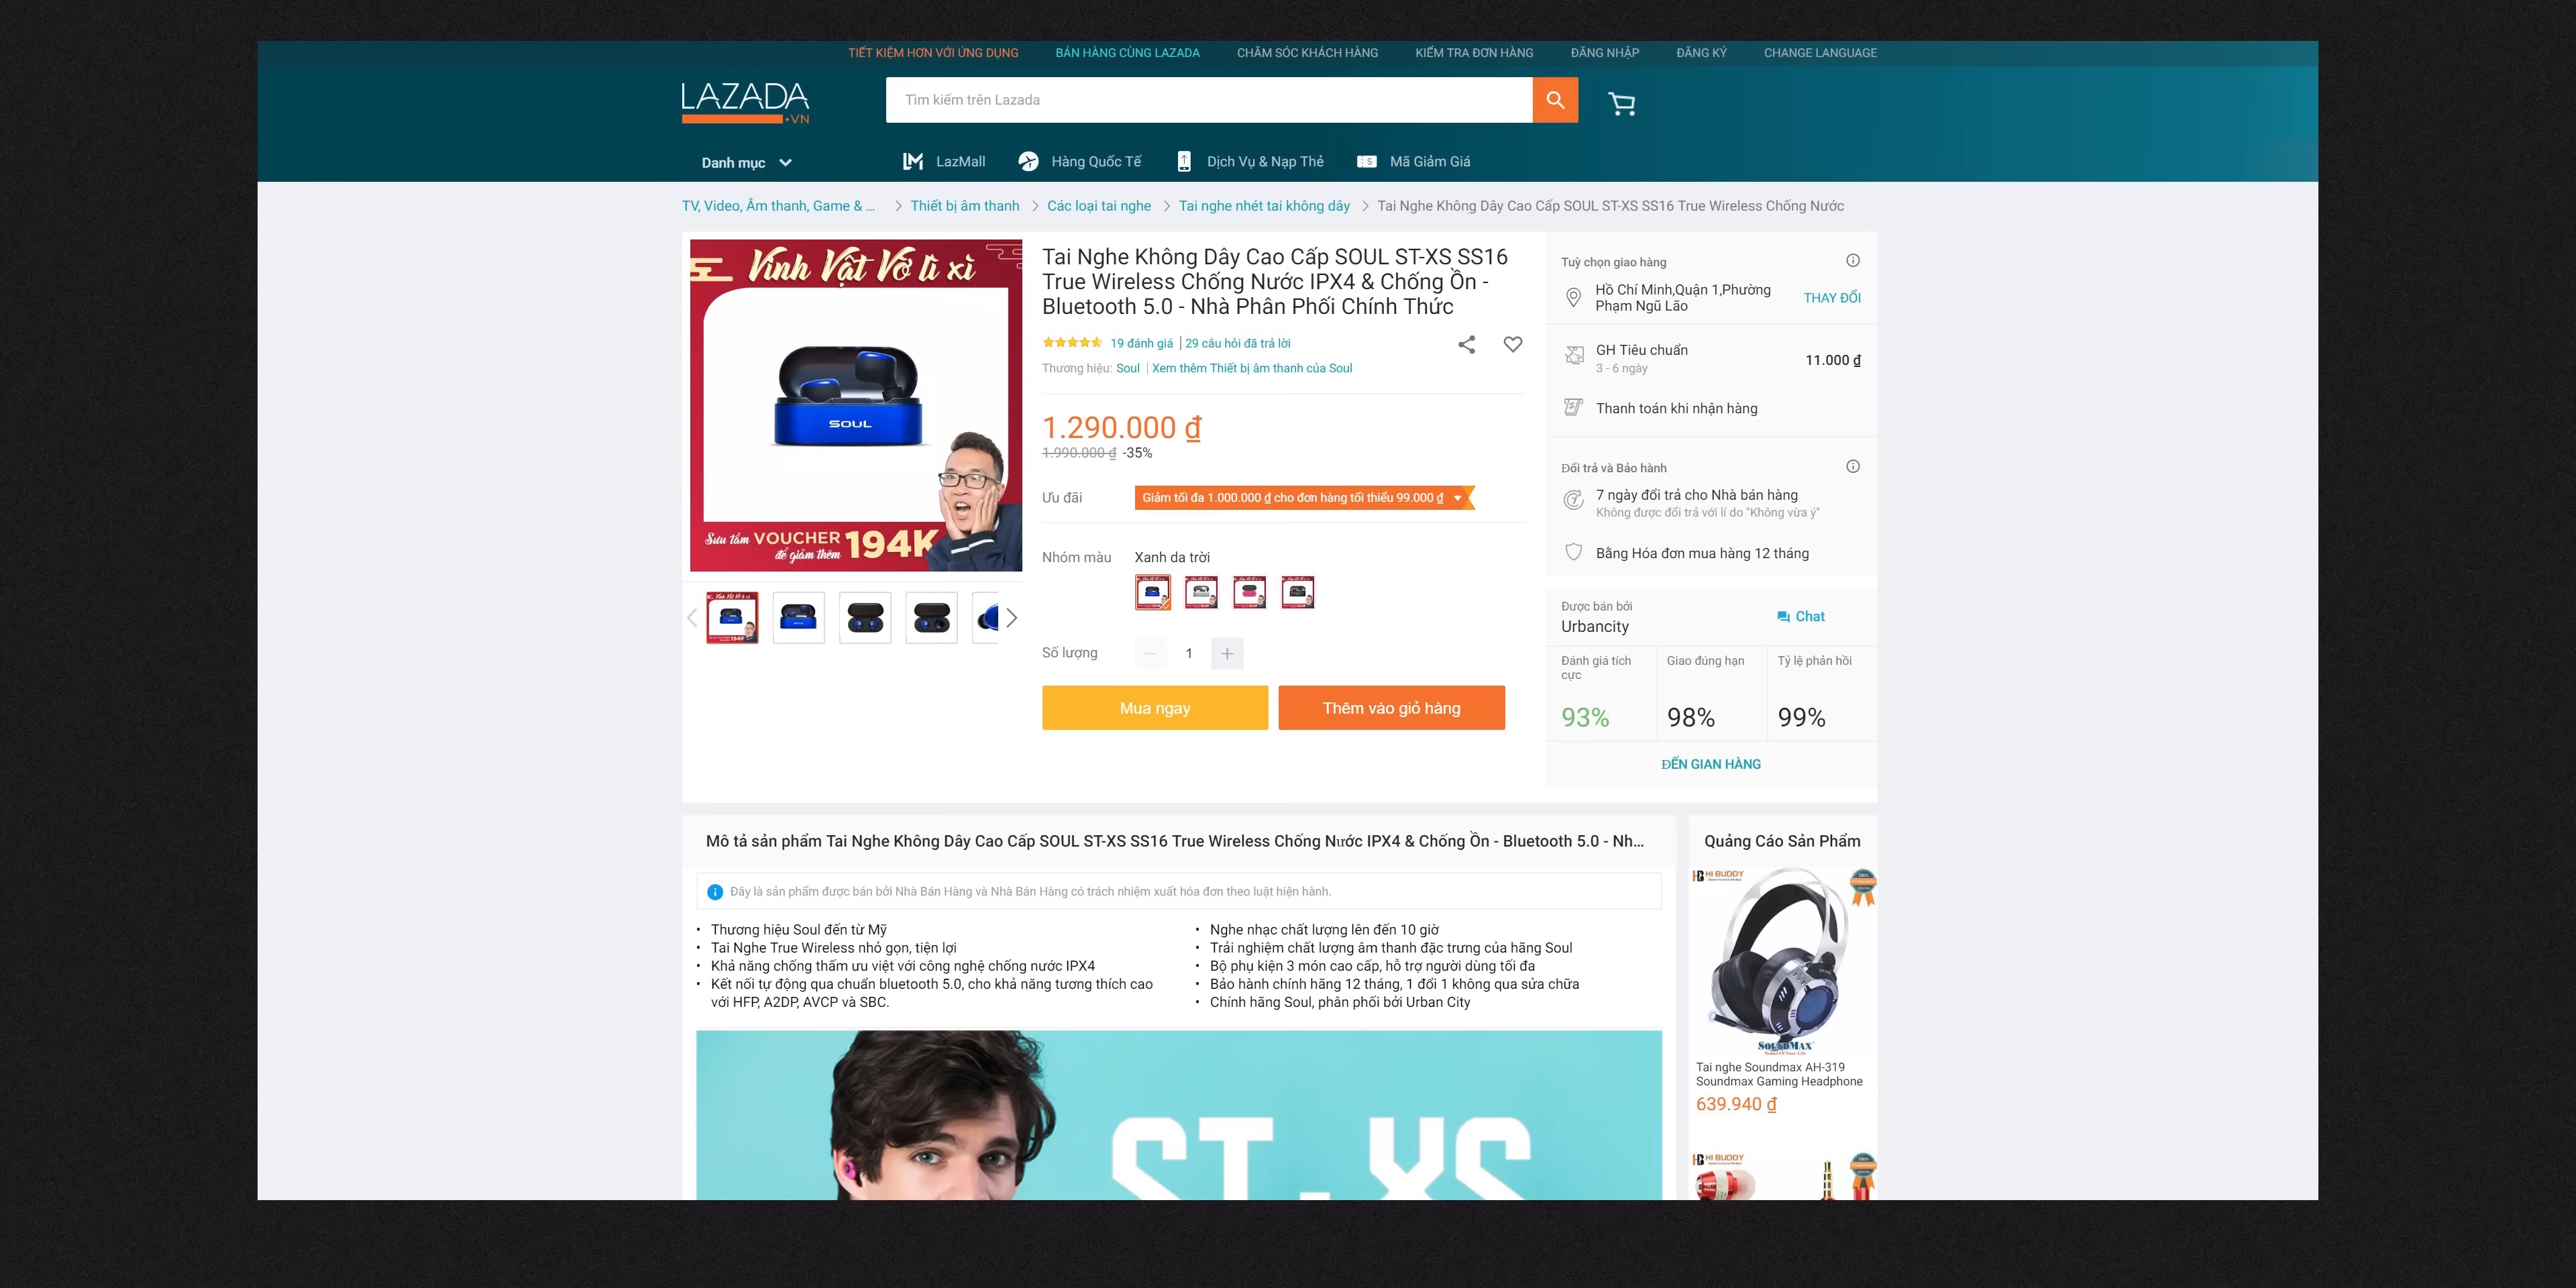 TIẾT KIỆM HƠN VỚI ỨNG DỤNG
BÁN HÀNG CÙNG LAZADA
CHĂM SÓC KHÁCH HÀNG
KIỂM TRA ĐƠN HÀNG
ĐĂNG NHẬP
ĐĂNG KÝ
CHANGE LANGUAGE
LAZADA
.VN
Tìm kiếm trên Lazada
Danh mục
LazMall
Hàng Quốc Tế
Dịch Vụ & Nạp Thẻ
Mã Giảm Giá
TV, Video, Âm thanh, Game & ...
Thiết bị âm thanh
Các loại tai nghe
Tai nghe nhét tai không dây
Tai Nghe Không Dây Cao Cấp SOUL ST-XS SS16 True Wireless Chống Nước
Vinh Vật Vờ lì xì
SOUL
Sưu tầm VOUCHER
để giảm thêm
194K
Tai Nghe Không Dây Cao Cấp SOUL ST-XS SS16
True Wireless Chống Nước IPX4 & Chống Ồn -
Bluetooth 5.0 - Nhà Phân Phối Chính Thức
19 đánh giá
29 câu hỏi đã trả lời
Thương hiệu: Soul
Xem thêm Thiết bị âm thanh của Soul
1.290.000 ₫
1.990.000 ₫ -35%
Ưu đãi
Giảm tối đa 1.000.000 ₫ cho đơn hàng tối thiểu 99.000 ₫
Nhóm màu
Xanh da trời
Số lượng
1
Mua ngay
Thêm vào giỏ hàng
Tuỳ chọn giao hàng
Hồ Chí Minh,Quận 1,Phường
Phạm Ngũ Lão
THAY ĐỔI
GH Tiêu chuẩn
3 - 6 ngày
11.000 ₫
Thanh toán khi nhận hàng
Đổi trả và Bảo hành
7 ngày đổi trả cho Nhà bán hàng
Không được đổi trả với lí do "Không vừa ý"
Bằng Hóa đơn mua hàng 12 tháng
Được bán bởi
Urbancity
Chat
Đánh giá tích
cực
93%
Giao đúng hạn
98%
Tỷ lệ phản hồi
99%
ĐẾN GIAN HÀNG
Mô tả sản phẩm Tai Nghe Không Dây Cao Cấp SOUL ST-XS SS16 True Wireless Chống Nước IPX4 & Chống Ồn - Bluetooth 5.0 - Nh...
Đây là sản phẩm được bán bởi Nhà Bán Hàng và Nhà Bán Hàng có trách nhiệm xuất hóa đơn theo luật hiện hành.
• Thương hiệu Soul đến từ Mỹ
• Tai Nghe True Wireless nhỏ gọn, tiện lợi
• Khả năng chống thấm ưu việt với công nghệ chống nước IPX4
• Kết nối tự động qua chuẩn bluetooth 5.0, cho khả năng tương thích cao
với HFP, A2DP, AVCP và SBC.
• Nghe nhạc chất lượng lên đến 10 giờ
• Trải nghiệm chất lượng âm thanh đặc trưng của hãng Soul
• Bộ phụ kiện 3 món cao cấp, hỗ trợ người dùng tối đa
• Bảo hành chính hãng 12 tháng, 1 đổi 1 không qua sửa chữa
• Chính hãng Soul, phân phối bởi Urban City
ST-XS
Quảng Cáo Sản Phẩm
HI BUDDY
SOUNDMAX
Tai nghe Soundmax AH-319
Soundmax Gaming Headphone
639.940 ₫
HI BUDDY